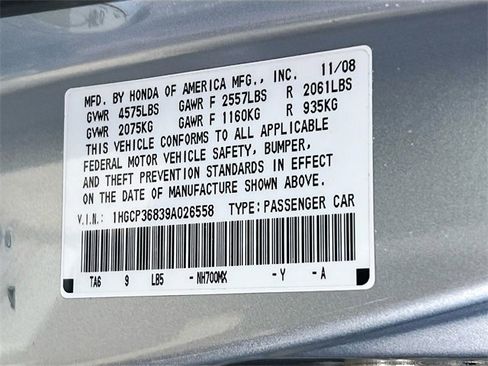 MFD. BY HONDA OF AMERICA MFG., INC. 11/08
GVWR 4575LBS GAWR F 2557LBS R 2061LBS
GVWR 2075KG GAWR F 1160KG R 935KG
THIS VEHICLE CONFORMS TO ALL APPLICABLE
FEDERAL MOTOR VEHICLE SAFETY, BUMPER,
AND THEFT PREVENTION STANDARDS IN EFFECT
ON THE DATE OF MANUFACTURE SHOWN ABOVE.
V.I.N.: 1HGCP36839A026558 TYPE:PASSENGER CAR
TA6 9 LB5 -NH700MX -Y -A